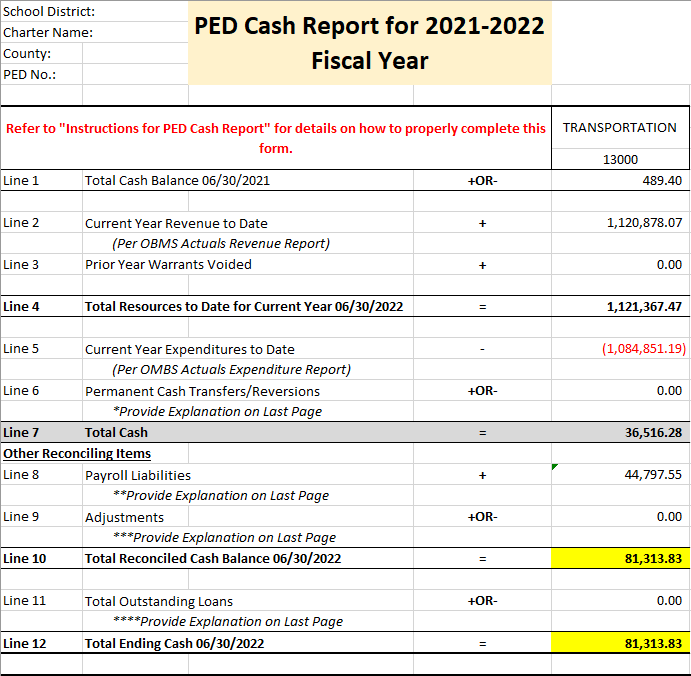 School District:
PED Cash Report for 2021-2022
Charter Name:
Fiscal Year
County:
PED No.:
Refer to "Instructions for PED Cash Report" for details on how to properly complete this
form.
TRANSPORTATION
13000
Line 1 Total Cash Balance 06/30/2021 +OR- 489.40
Line 2 Current Year Revenue to Date + 1,120,878.07
(Per OBMS Actuals Revenue Report)
Line 3 Prior Year Warrants Voided + 0.00
Line 4 Total Resources to Date for Current Year 06/30/2022 = 1,121,367.47
Line 5 Current Year Expenditures to Date - (1,084,851.19)
(Per OMBS Actuals Expenditure Report)
Line 6 Permanent Cash Transfers/Reversions +OR- 0.00
*Provide Explanation on Last Page
Line 7 Total Cash = 36,516.28
Other Reconciling Items
Line 8 Payroll Liabilities + 44,797.55
**Provide Explanation on Last Page
Line 9 Adjustments +OR- 0.00
***Provide Explanation on Last Page
Line 10 Total Reconciled Cash Balance 06/30/2022 = 81,313.83
Line 11 Total Outstanding Loans +OR- 0.00
****Provide Explanation on Last Page
Line 12 Total Ending Cash 06/30/2022 = 81,313.83